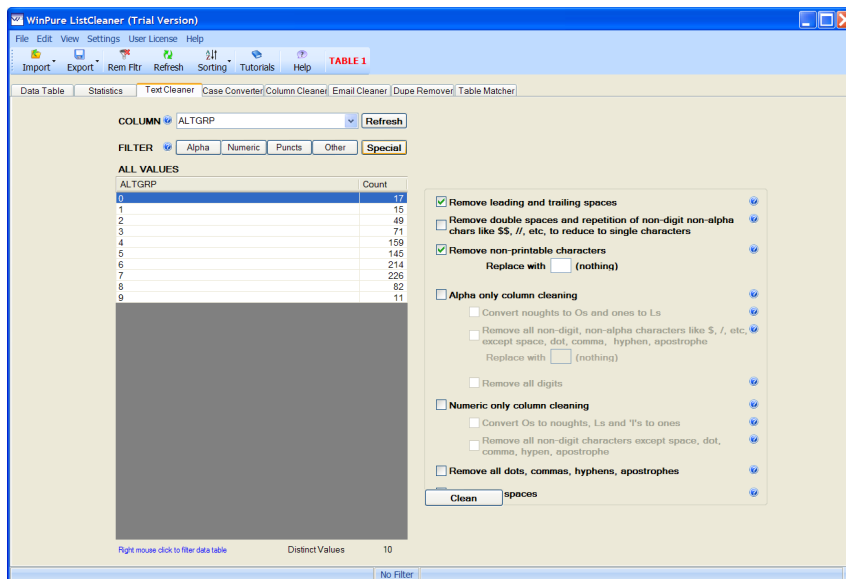 WinPure ListCleaner (Trial Version)
File Edit View Settings User License Help
Import Export Rem Fltr Refresh Sorting Tutorials Help TABLE 1
Data Table Statistics Text Cleaner Case Converter Column Cleaner Email Cleaner Dupe Remover Table Matcher
COLUMN ALTGRP Refresh
FILTER Alpha Numeric Puncts Other Special
ALL VALUES
ALTGRP Count
0 17
1 15
2 49
3 71
4 159
5 145
6 214
7 226
8 82
9 11
Right mouse click to filter data table Distinct Values 10
Remove leading and trailing spaces
Remove double spaces and repetition of non-digit non-alpha
chars like $$, //, etc, to reduce to single characters
Remove non-printable characters
Replace with (nothing)
Alpha only column cleaning
Convert noughts to Os and ones to Ls
Remove all non-digit, non-alpha characters like $, /, etc,
except space, dot, comma, hyphen, apostrophe
Replace with (nothing)
Remove all digits
Numeric only column cleaning
Convert Os to noughts, Ls and 'I's to ones
Remove all non-digit characters except space, dot,
comma, hypen, apostrophe
Remove all dots, commas, hyphens, apostrophes
Clean spaces
No Filter